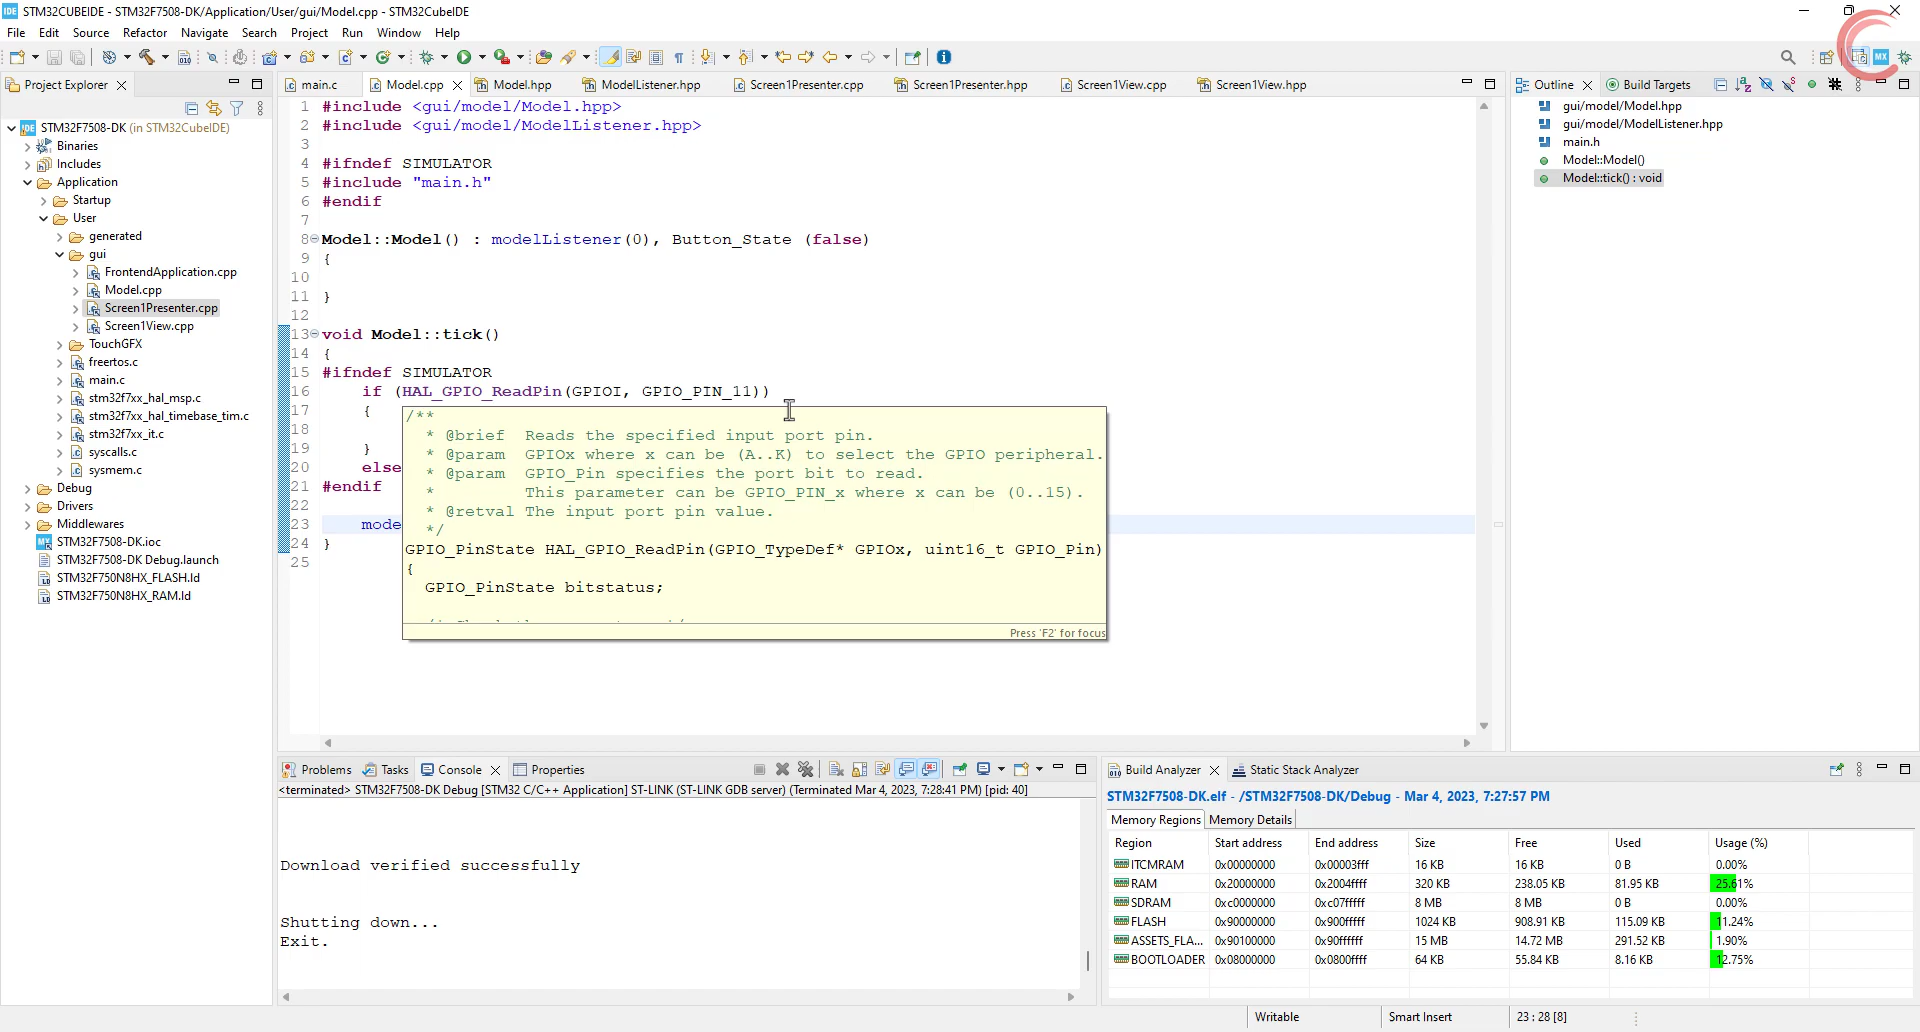 STM32CUBEIDE - STM32F7508-DK/Application/User/gui/Model.cpp - STM32CubeIDE
File Edit Source Refactor Navigate Search Project Run Window Help
Project Explorer
STM32F7508-DK (in STM32CubeIDE)
Binaries
Includes
Application
Startup
User
generated
gui
FrontendApplication.cpp
Model.cpp
Screen1Presenter.cpp
Screen1View.cpp
TouchGFX
freertos.c
main.c
stm32f7xx_hal_msp.c
stm32f7xx_hal_timebase_tim.c
stm32f7xx_it.c
syscalls.c
sysmem.c
Debug
Drivers
Middlewares
STM32F7508-DK.ioc
STM32F7508-DK Debug.launch
STM32F750N8HX_FLASH.ld
STM32F750N8HX_RAM.ld
main.c Model.cpp Model.hpp ModelListener.hpp Screen1Presenter.cpp Screen1Presenter.hpp Screen1View.cpp Screen1View.hpp
1 #include <gui/model/Model.hpp>
2 #include <gui/model/ModelListener.hpp>
3
4 #ifndef SIMULATOR
5 #include "main.h"
6 #endif
7
8 Model::Model() : modelListener(0), Button_State (false)
9 {
10
11 }
12
13 void Model::tick()
14 {
15 #ifndef SIMULATOR
16 if (HAL_GPIO_ReadPin(GPIOI, GPIO_PIN_11))
17 {
18
19 }
20 else
21 #endif
22
23 mode
24 }
25
/**
* @brief Reads the specified input port pin.
* @param GPIOx where x can be (A..K) to select the GPIO peripheral.
* @param GPIO_Pin specifies the port bit to read.
* This parameter can be GPIO_PIN_x where x can be (0..15).
* @retval The input port pin value.
*/
GPIO_PinState HAL_GPIO_ReadPin(GPIO_TypeDef* GPIOx, uint16_t GPIO_Pin)
{
GPIO_PinState bitstatus;
Press 'F2' for focus
Outline Build Targets
gui/model/Model.hpp
gui/model/ModelListener.hpp
main.h
Model::Model()
Model::tick() : void
Problems Tasks Console Properties
<terminated> STM32F7508-DK Debug [STM32 C/C++ Application] ST-LINK (ST-LINK GDB server) (Terminated Mar 4, 2023, 7:28:41 PM) [pid: 40]
Download verified successfully
Shutting down...
Exit.
Build Analyzer Static Stack Analyzer
STM32F7508-DK.elf - /STM32F7508-DK/Debug - Mar 4, 2023, 7:27:57 PM
Memory Regions Memory Details
Region Start address End address Size Free Used Usage (%)
ITCMRAM 0x00000000 0x00003fff 16 KB 16 KB 0 B 0.00%
RAM 0x20000000 0x2004ffff 320 KB 238.05 KB 81.95 KB 25.61%
SDRAM 0xc0000000 0xc07fffff 8 MB 8 MB 0 B 0.00%
FLASH 0x90000000 0x900fffff 1024 KB 908.91 KB 115.09 KB 11.24%
ASSETS_FLA... 0x90100000 0x90ffffff 15 MB 14.72 MB 291.52 KB 1.90%
BOOTLOADER 0x08000000 0x0800ffff 64 KB 55.84 KB 8.16 KB 12.75%
Writable Smart Insert 23 : 28 [8]